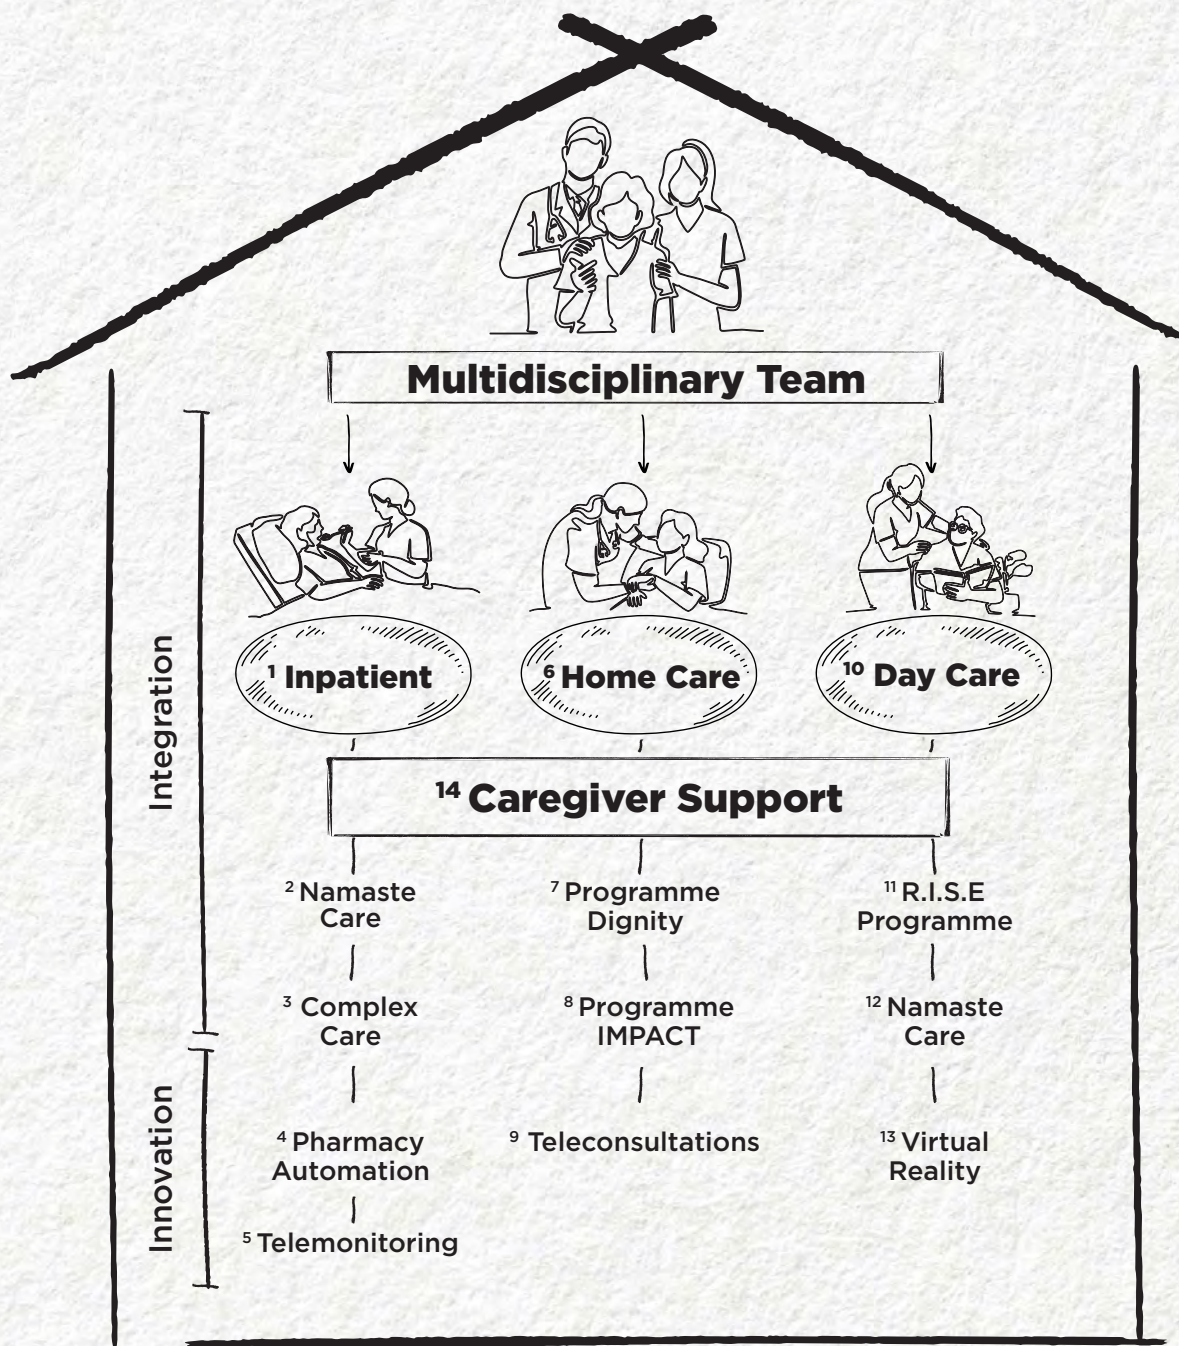 Multidisciplinary Team
Integration
1 Inpatient
6 Home Care
10 Day Care
14 Caregiver Support
2 Namaste
Care
7 Programme
Dignity
11 R.I.S.E
Programme
3 Complex
Care
8 Programme
IMPACT
12 Namaste
Care
Innovation
4 Pharmacy
Automation
9 Teleconsultations
13 Virtual
Reality
5 Telemonitoring